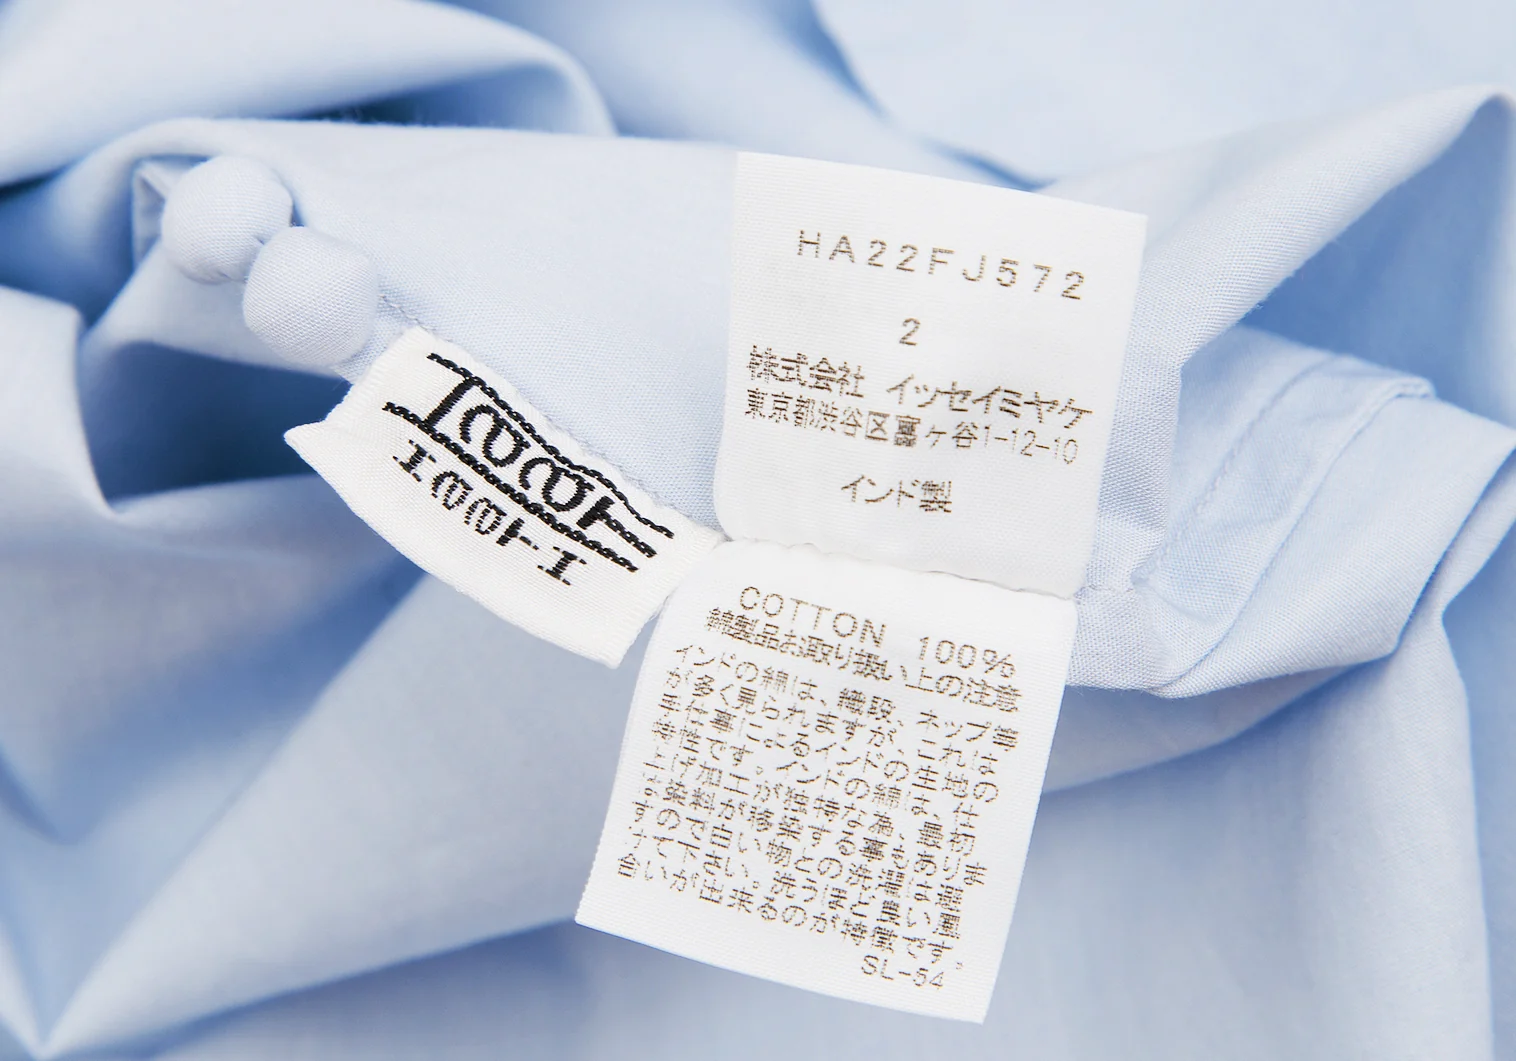 HA22FJ572
2
株式会社 イッセイミヤケ
東京都渋谷区富ヶ谷1-12-10
インド製
COTTON 100%
綿製品お取り扱い上の注意
インドの綿は、織段、ネップ等
が多く見られますが、これは
手仕事によるインドの生地の
特性です。インドの綿は、仕
上げ加工が独特な為、最初
は染料が移染する事もありま
すので白い物との洗濯は避
けて下さい。洗うほど良い風
合いが出来るのが特徴です。
SL-54